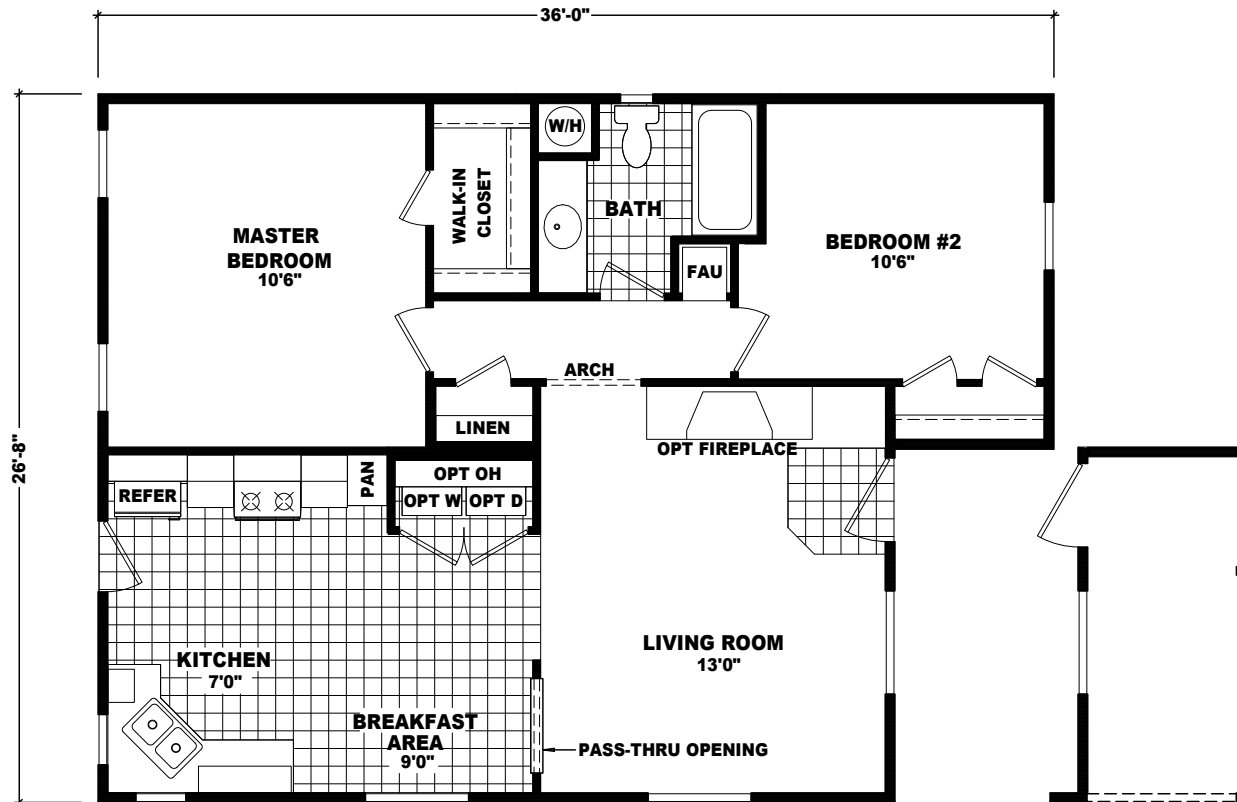 36'-0"
26'-8"
W/H
WALK-IN
CLOSET
BATH
MASTER
BEDROOM
10'6"
BEDROOM #2
10'6"
FAU
ARCH
LINEN
OPT FIREPLACE
OPT OH
PAN
REFER
OPT W
OPT D
KITCHEN
7'0"
LIVING ROOM
13'0"
BREAKFAST
AREA
9'0"
PASS-THRU OPENING